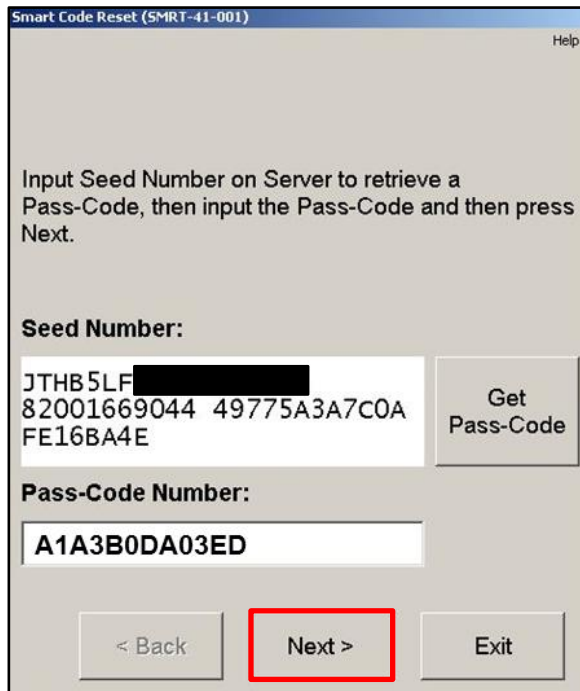 Smart Code Reset (SMRT-41-001)
Help
Input Seed Number on Server to retrieve a
Pass-Code, then input the Pass-Code and then press
Next.
Seed Number:
JTHB5LF
82001669044 49775A3A7C0A
FE16BA4E
Get
Pass-Code
Pass-Code Number:
A1A3B0DA03ED
< Back
Next >
Exit